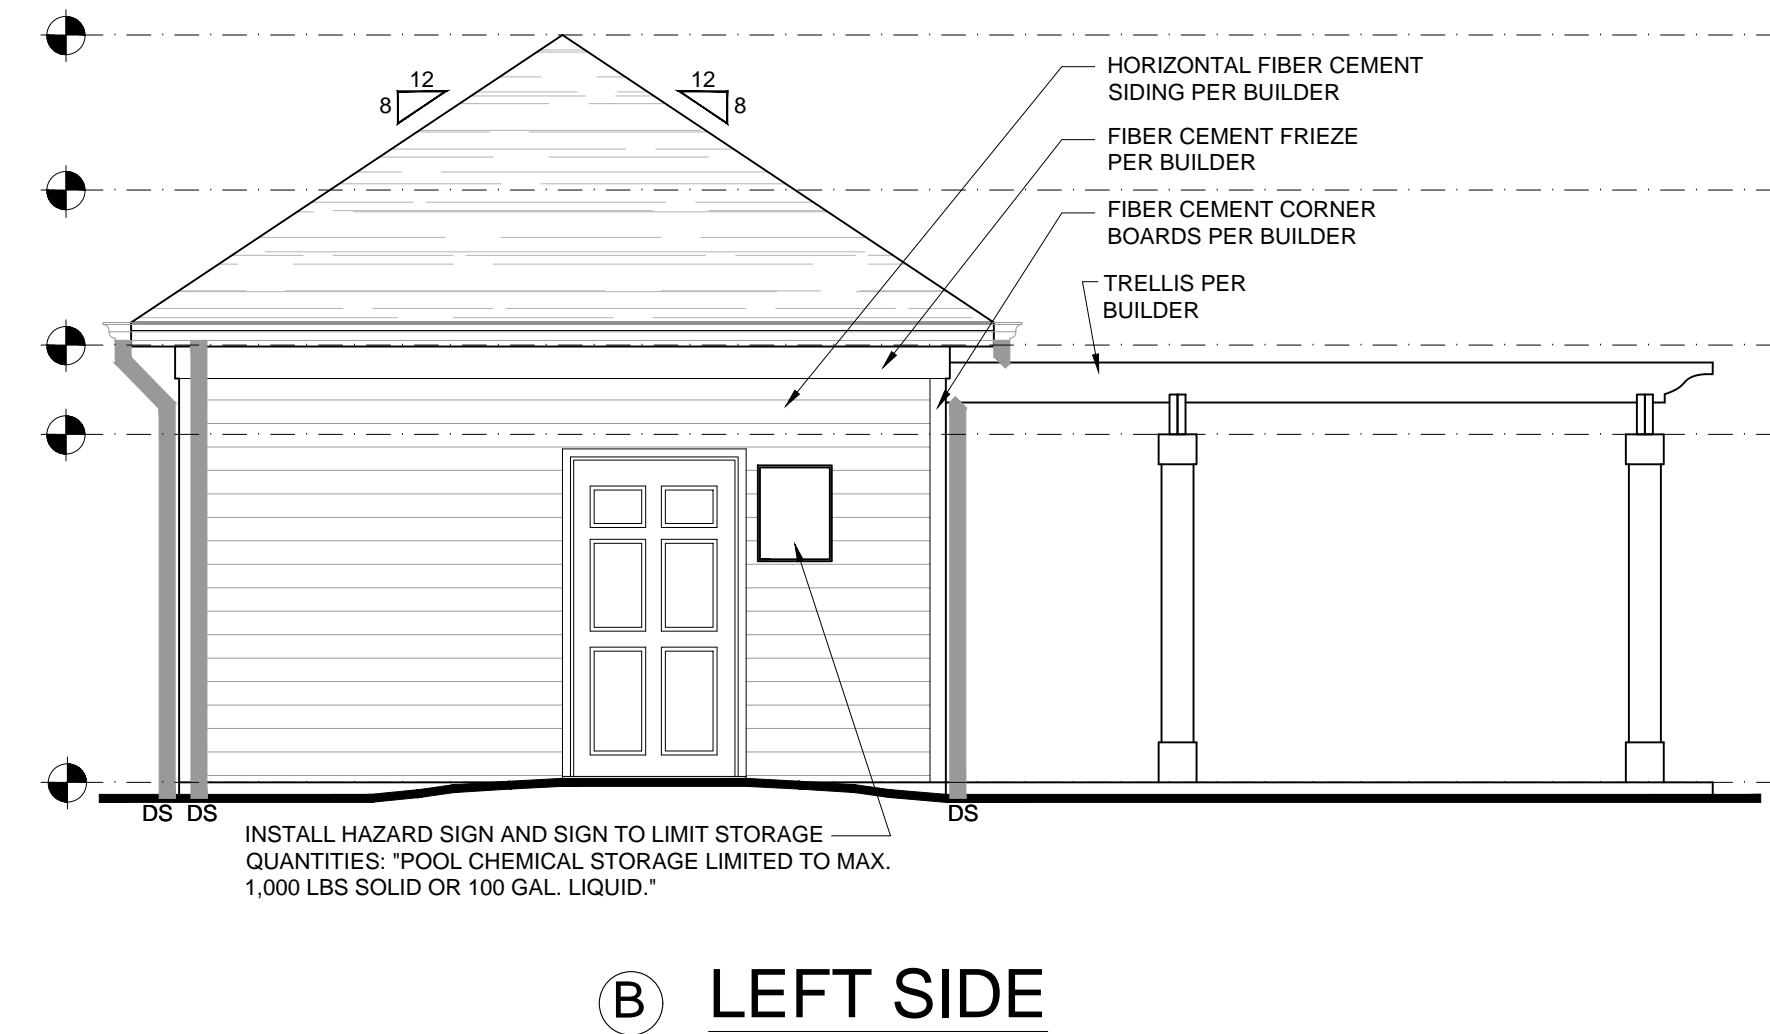 12
8
12
8
HORIZONTAL FIBER CEMENT
SIDING PER BUILDER
FIBER CEMENT FRIEZE
PER BUILDER
FIBER CEMENT CORNER
BOARDS PER BUILDER
TRELLIS PER
BUILDER
DS DS
DS
INSTALL HAZARD SIGN AND SIGN TO LIMIT STORAGE
QUANTITIES: "POOL CHEMICAL STORAGE LIMITED TO MAX.
1,000 LBS SOLID OR 100 GAL. LIQUID."
B LEFT SIDE